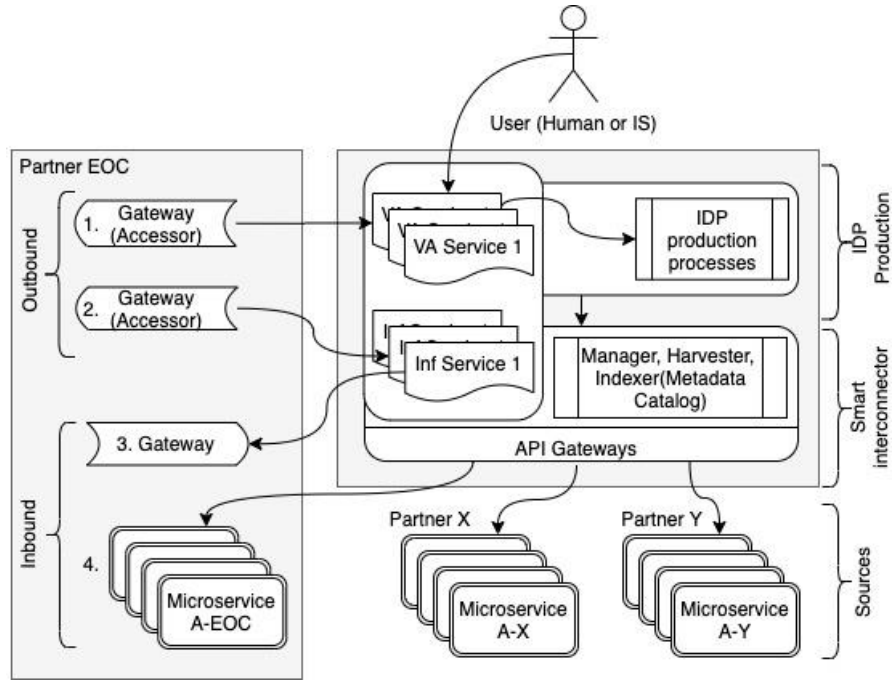 User (Human or IS)
Partner EOC
Outbound
1.
Gateway
(Accessor)
2.
Gateway
(Accessor)
VA Service 1
IDP
production
processes
IDP
Production
Inf Service 1
Manager, Harvester,
Indexer(Metadada
Catalog)
Smart
interconnector
API Gateways
Inbound
3. Gateway
4.
Microservice
A-EOC
Partner X
Microservice
A-X
Partner Y
Microservice
A-Y
Sources